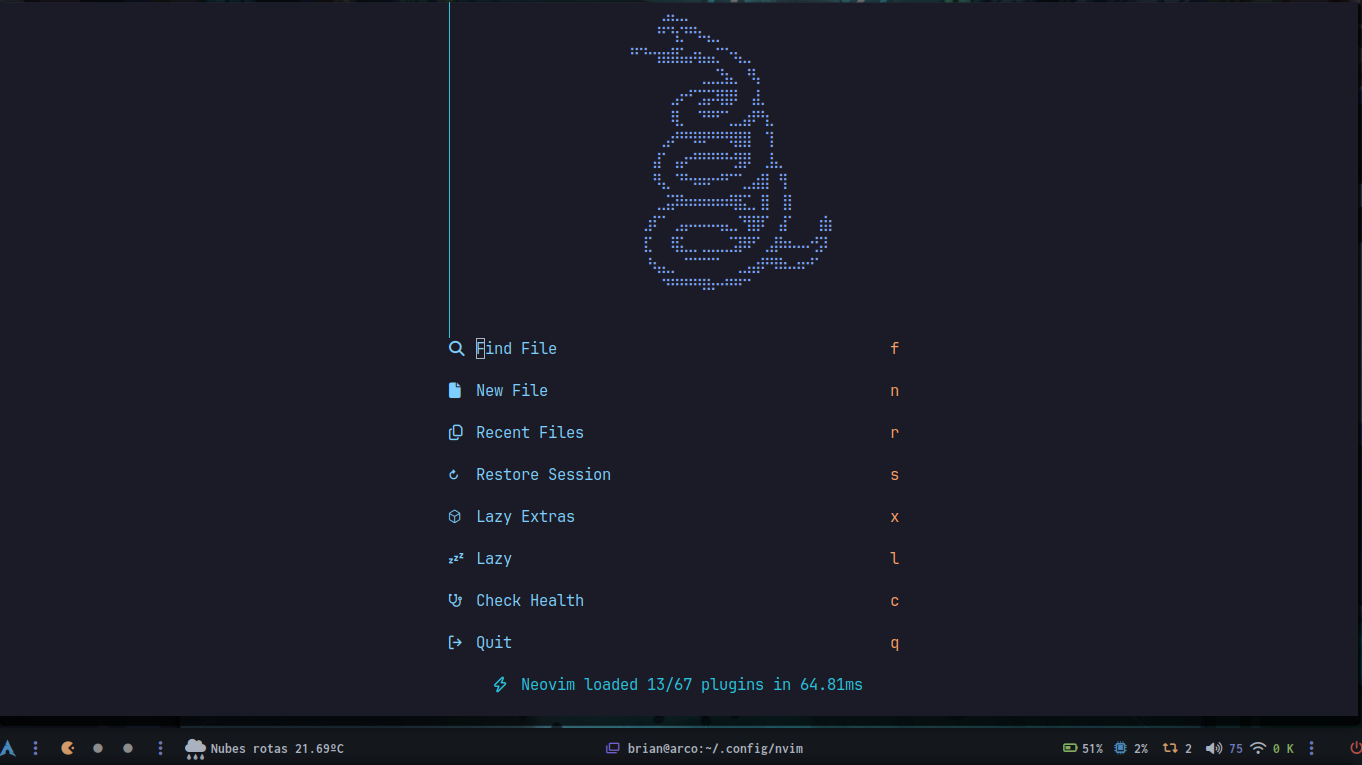 Find File f
New File n
Recent Files r
Restore Session s
Lazy Extras x
Lazy l
Check Health c
Quit q
Neovim loaded 13/67 plugins in 64.81ms
Nubes rotas 21.69ºC brian@arco:~/.config/nvim 51% 2% 2 75 0 K